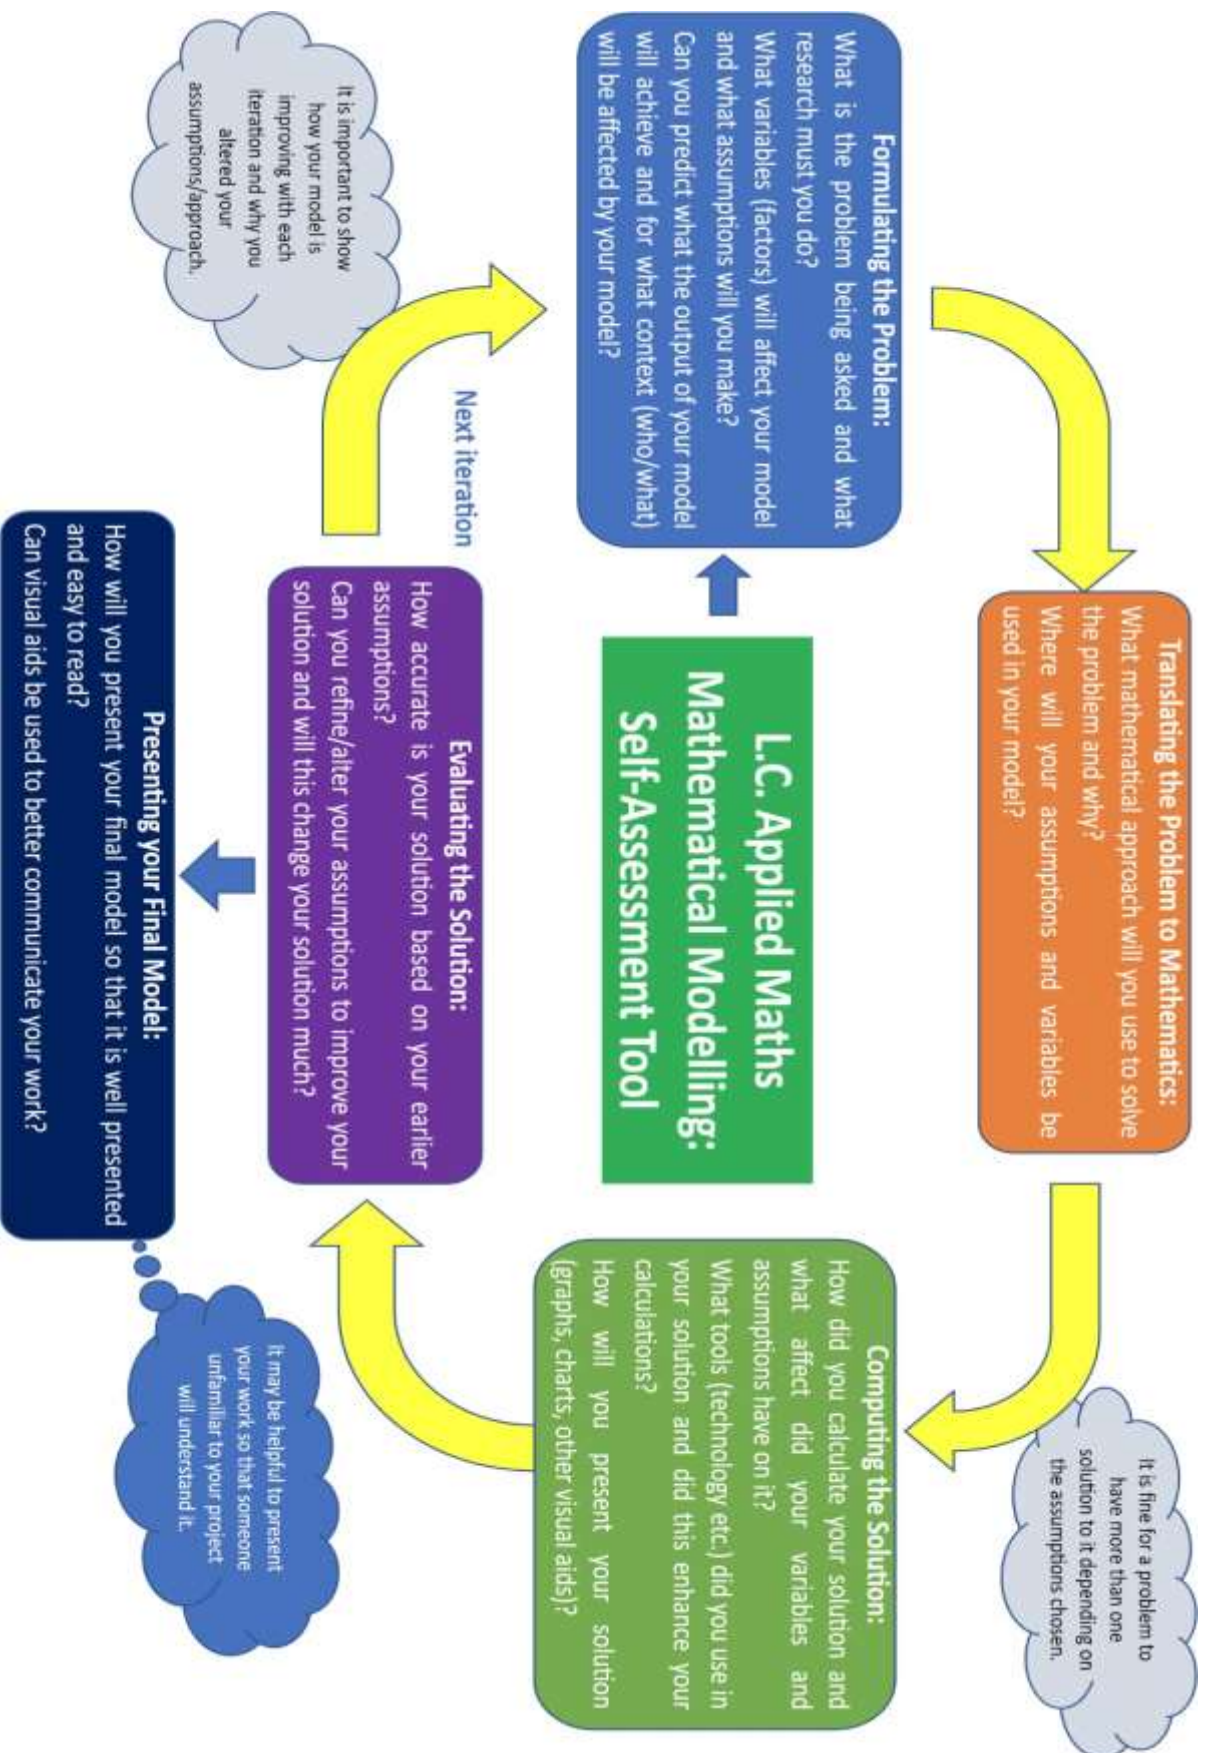 L.C. Applied Maths
Mathematical Modelling:
Self-Assessment Tool
Formulating the Problem:
What is the problem being asked and what
research must you do?
What variables (factors) will affect your model
and what assumptions will you make?
Can you predict what the output of your model
will achieve and for what context (who/what)
will be affected by your model?
Translating the Problem to Mathematics:
What mathematical approach will you use to solve
the problem and why?
Where will your assumptions and variables be
used in your model?
It is fine for a problem to
have more than one
solution to it depending on
the assumptions chosen.
Computing the Solution:
How did you calculate your solution and
what affect did your variables and
assumptions have on it?
What tools (technology etc.) did you use in
your solution and did this enhance your
calculations?
How will you present your solution
(graphs, charts, other visual aids)?
Evaluating the Solution:
How accurate is your solution based on your earlier
assumptions?
Can you refine/alter your assumptions to improve your
solution and will this change your solution much?
Next iteration
It is important to show
how your model is
improving with each
iteration and why you
altered your
assumptions/approach.
Presenting your Final Model:
How will you present your final model so that it is well presented
and easy to read?
Can visual aids be used to better communicate your work?
It may be helpful to present
your work so that someone
unfamiliar to your project
will understand it.